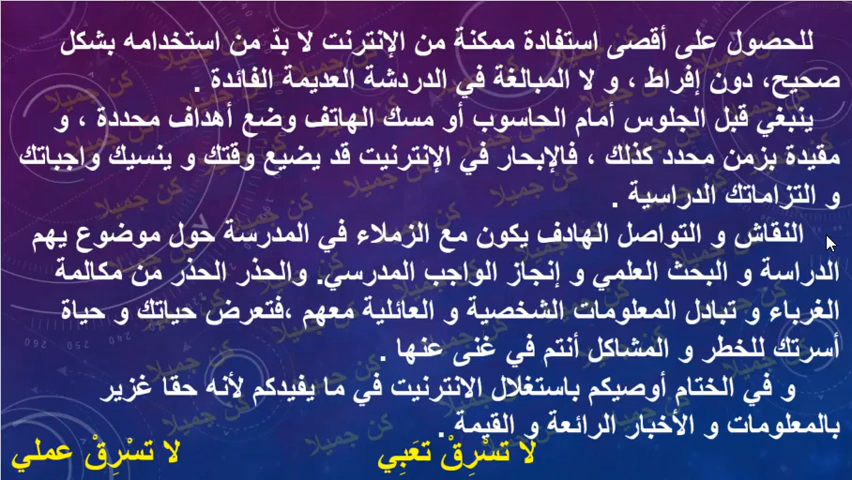 للحصول على أقصى استفادة ممكنة من الإنترنت لا بدّ من استخدامه بشكل
صحيح، دون إفراط ، و لا المبالغة في الدردشة العديمة الفائدة .
ينبغي قبل الجلوس أمام الحاسوب أو مسك الهاتف وضع أهداف محددة ، و
مقيدة بزمن محدد كذلك ، فالإبحار في الإنترنيت قد يضيع وقتك و ينسيك واجباتك
و التزاماتك الدراسية .
النقاش و التواصل الهادف يكون مع الزملاء في المدرسة حول موضوع يهم
الدراسة و البحث العلمي و إنجاز الواجب المدرسي. والحذر الحذر من مكالمة
الغرباء و تبادل المعلومات الشخصية و العائلية معهم ،فتعرض حياتك و حياة
أسرتك للخطر و المشاكل أنتم في غنى عنها .
و في الختام أوصيكم باستغلال الانترنيت في ما يفيدكم لأنه حقا غزير
بالمعلومات و الأخبار الرائعة و القيمة .
لا تسْرِقْ تعَبِي لا تسْرِقْ عملي
كن جميلا
260 250 240